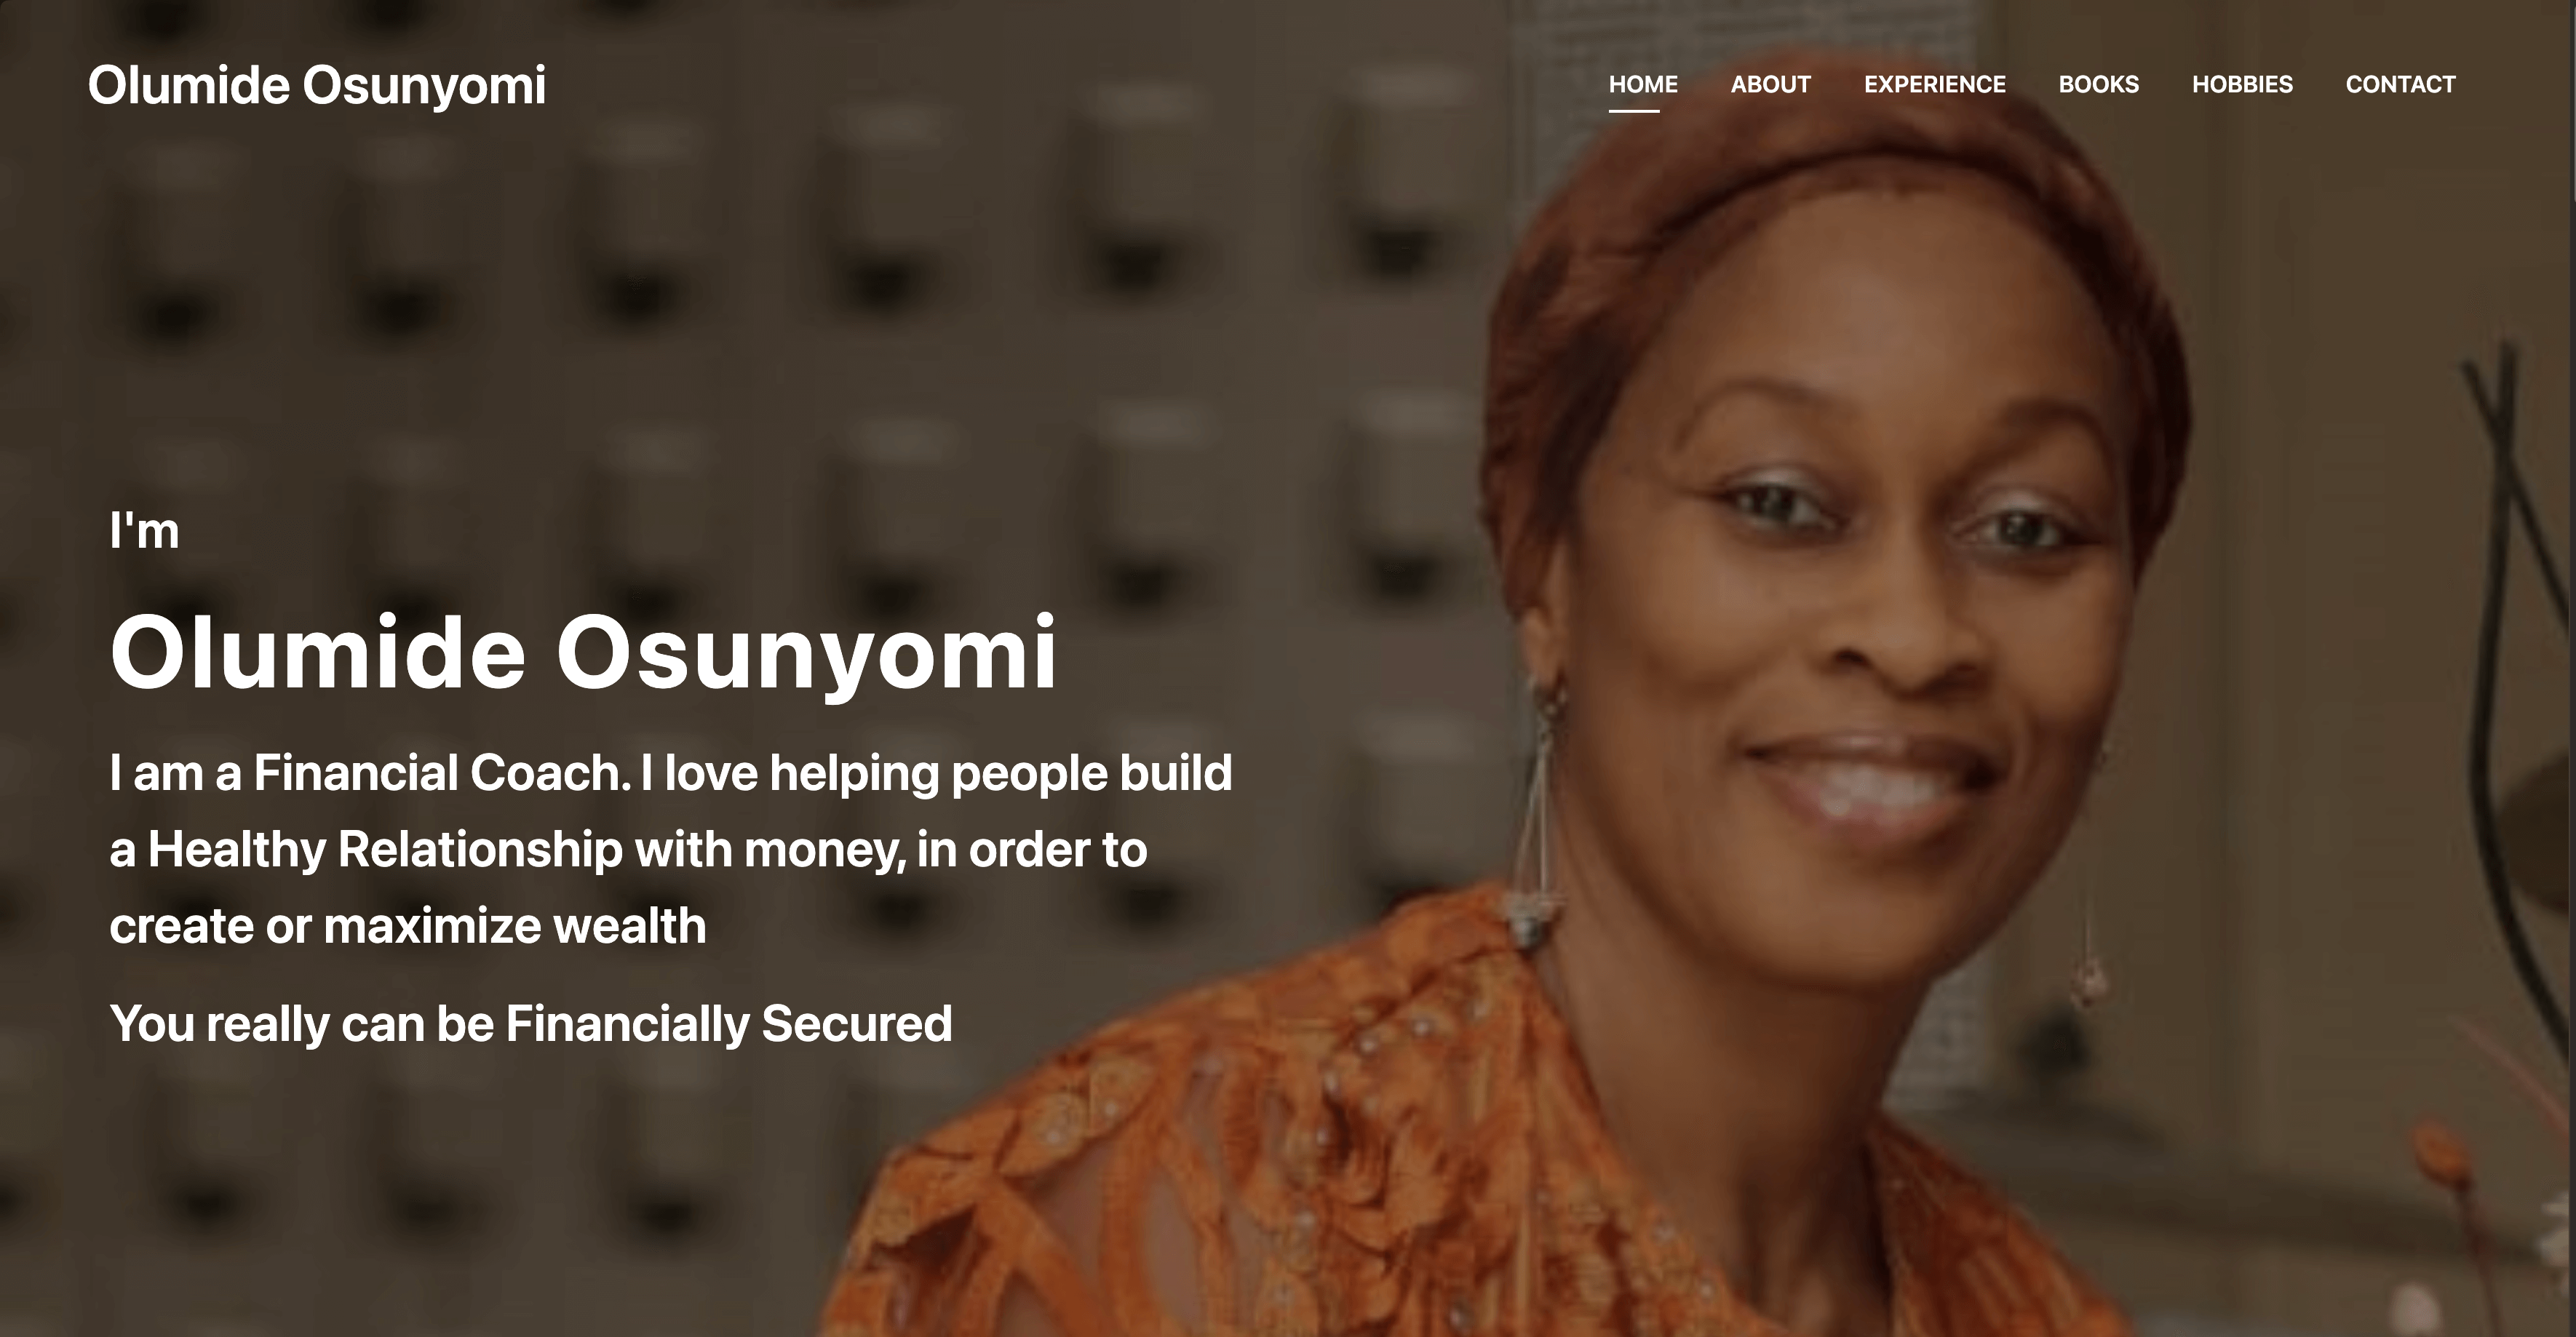 Olumide Osunyomi
HOME ABOUT EXPERIENCE BOOKS HOBBIES CONTACT
I'm
Olumide Osunyomi
I am a Financial Coach. I love helping people build
a Healthy Relationship with money, in order to
create or maximize wealth
You really can be Financially Secured